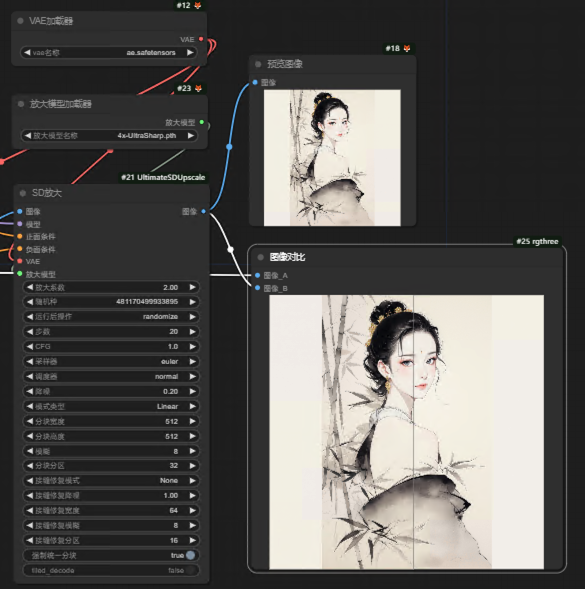 #12
VAE加载器
VAE
vae名称 ae.safetensors
#23
放大模型加载器
放大模型
放大模型名称 4x-UltraSharp.pth
#21 UltimateSDUpscale
SD放大
图像 图像
模型
正面条件
负面条件
VAE
放大模型
放大系数 2.00
随机种 481170499933895
运行后操作 randomize
步数 20
CFG 1.0
采样器 euler
调度器 normal
降噪 0.20
模式类型 Linear
分块宽度 512
分块高度 512
模糊 8
分块分区 32
接缝修复模式 None
接缝修复降噪 1.00
接缝修复宽度 64
接缝修复模糊 8
接缝修复分区 16
强制统一分块 true
tiled_decode false
#18
预览图像
图像
#25 rgthree
图像对比
图像_A
图像_B